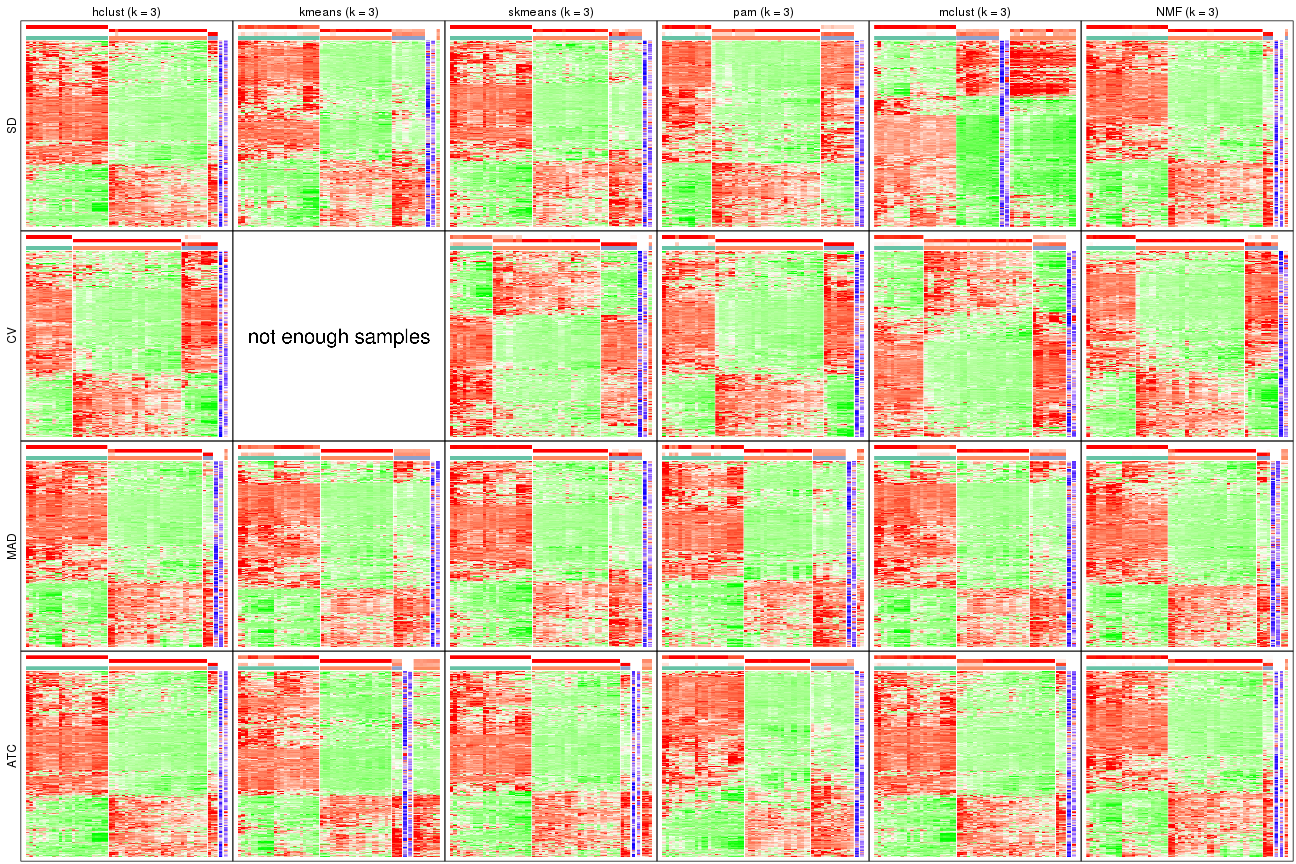 hclust (k = 3)
kmeans (k = 3)
skmeans (k = 3)
pam (k = 3)
mclust (k = 3)
NMF (k = 3)
SD
CV
not enough samples
MAD
ATC